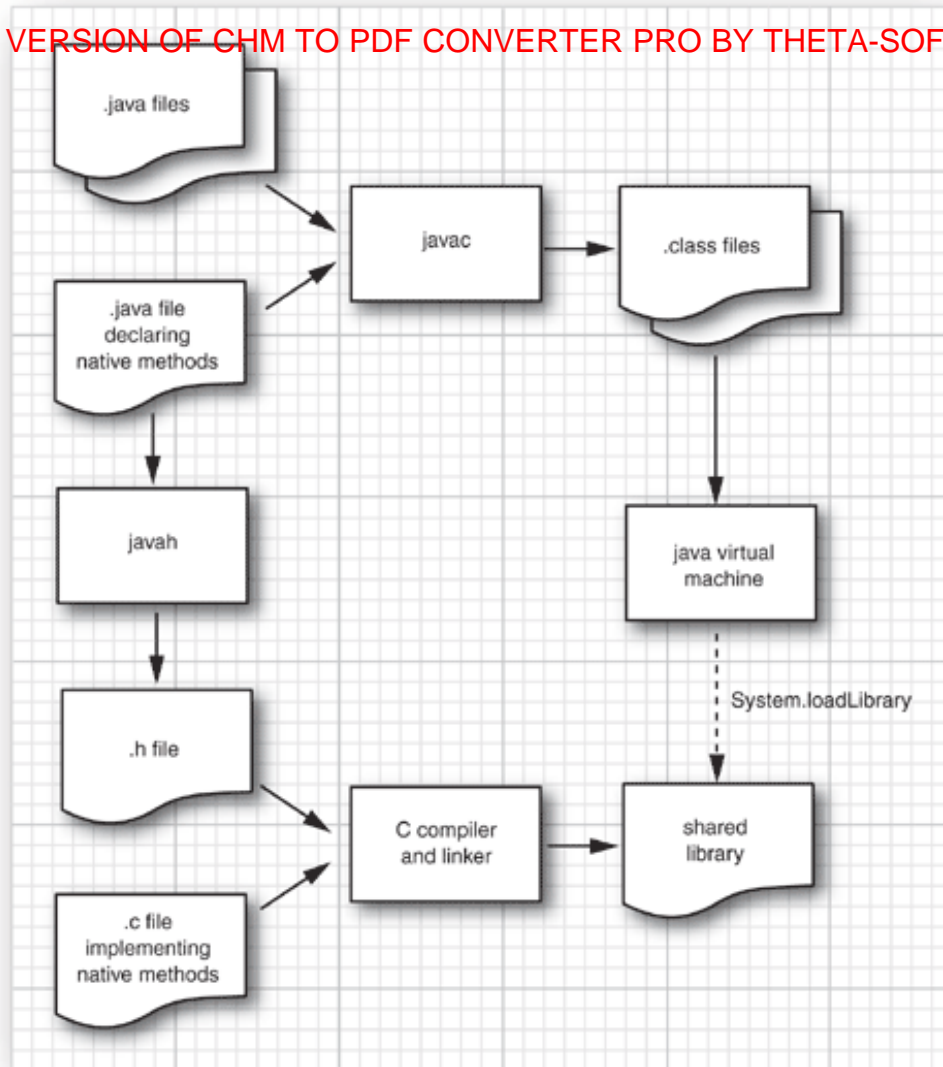 VERSION OF CHM TO PDF CONVERTER PRO BY THETA-SOF
.java files
javac
.class files
.java file
declaring
native methods
javah
java virtual
machine
System.loadLibrary
.h file
C compiler
and linker
shared
library
.c file
implementing
native methods